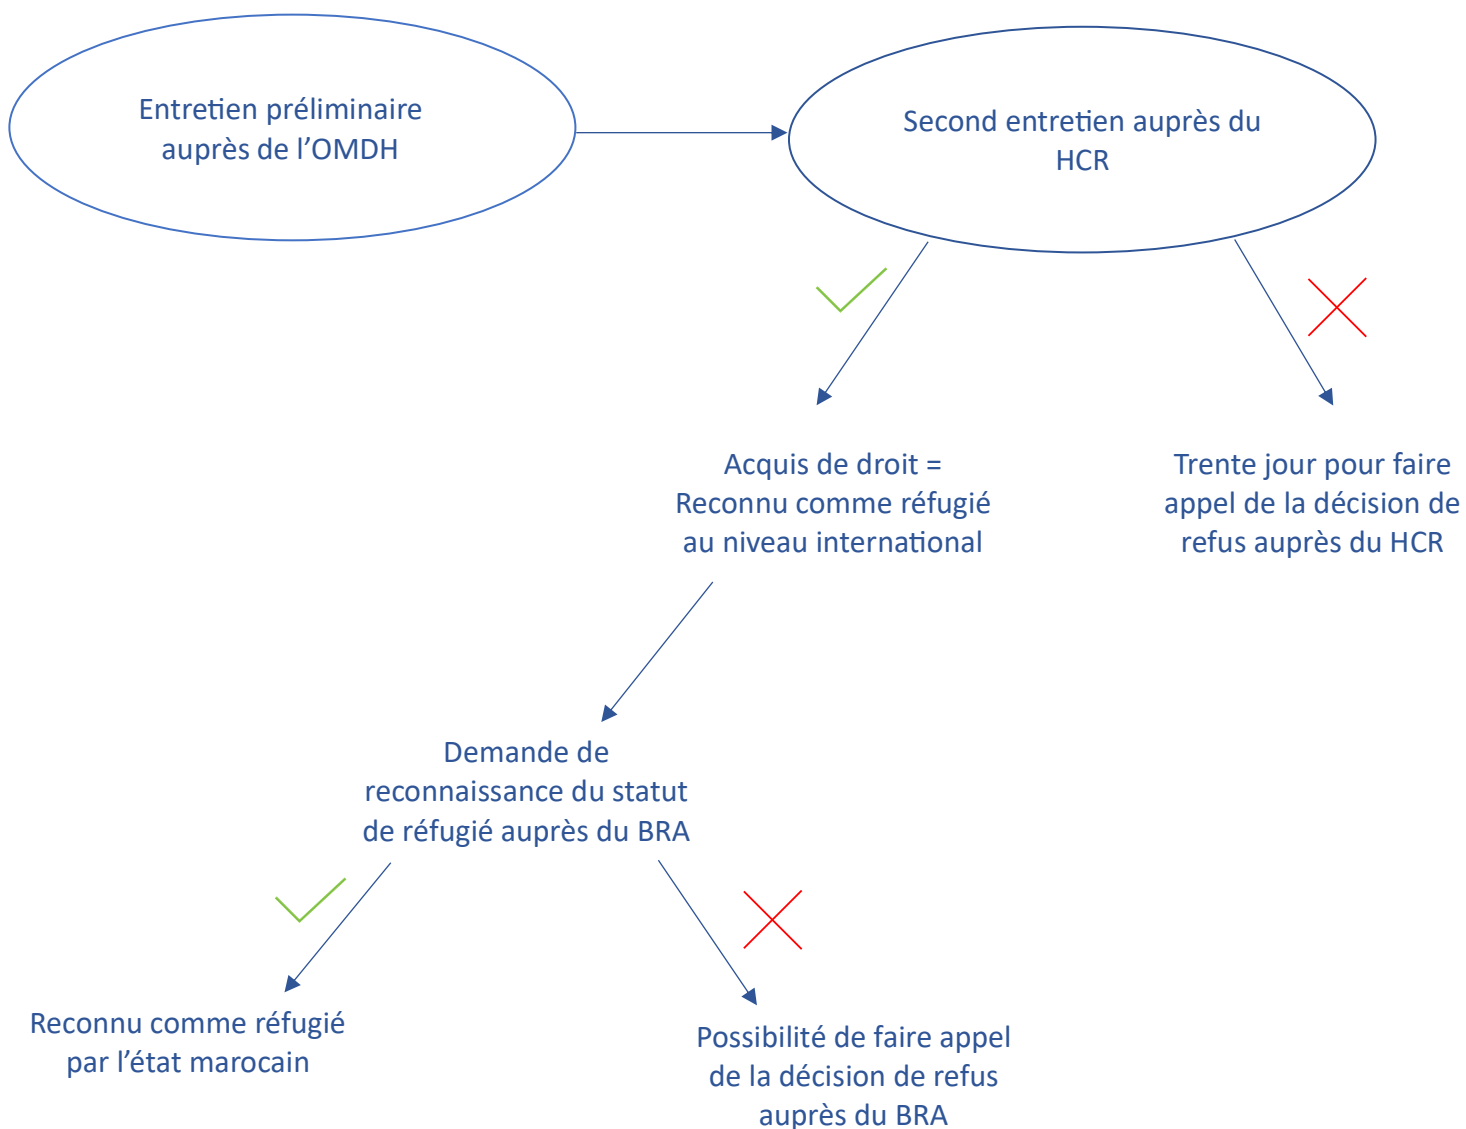 Entretien préliminaire
auprès de l’OMDH
Second entretien auprès du
HCR
Acquis de droit =
Reconnu comme réfugié
au niveau international
Trente jour pour faire
appel de la décision de
refus auprès du HCR
Demande de
reconnaissance du statut
de réfugié auprès du BRA
Reconnu comme réfugié
par l’état marocain
Possibilité de faire appel
de la décision de refus
auprès du BRA